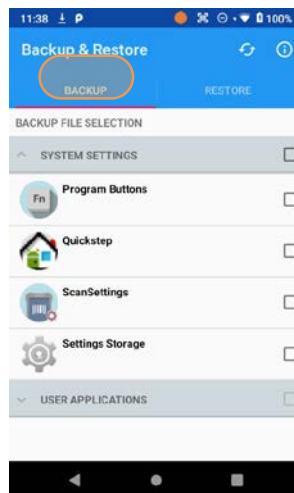 11:38 100%
Backup & Restore
BACKUP RESTORE
BACKUP FILE SELECTION
SYSTEM SETTINGS
Fn Program Buttons
Quickstep
ScanSettings
Settings Storage
USER APPLICATIONS